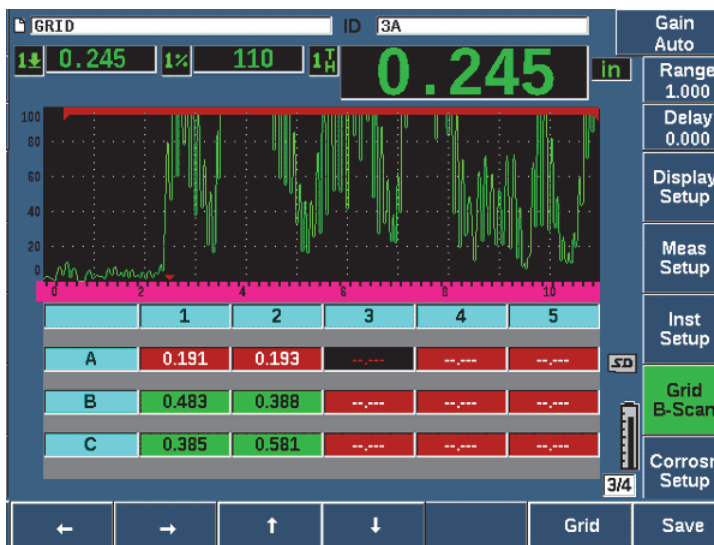 GRID ID 3A
1 0.245 1% 110 1TH 0.245 in
Gain
Auto
Range
1.000
Delay
0.000
Display
Setup
Meas
Setup
Inst
Setup
Grid
B-Scan
Corrosn
Setup
100
80
60
40
20
0
0 2 4 6 8 10
1 2 3 4 5
A 0.191 0.193 --.--- --.--- --.---
B 0.483 0.388 --.--- --.--- --.---
C 0.385 0.581 --.--- --.--- --.---
SD
3/4
← → ↑ ↓ Grid Save